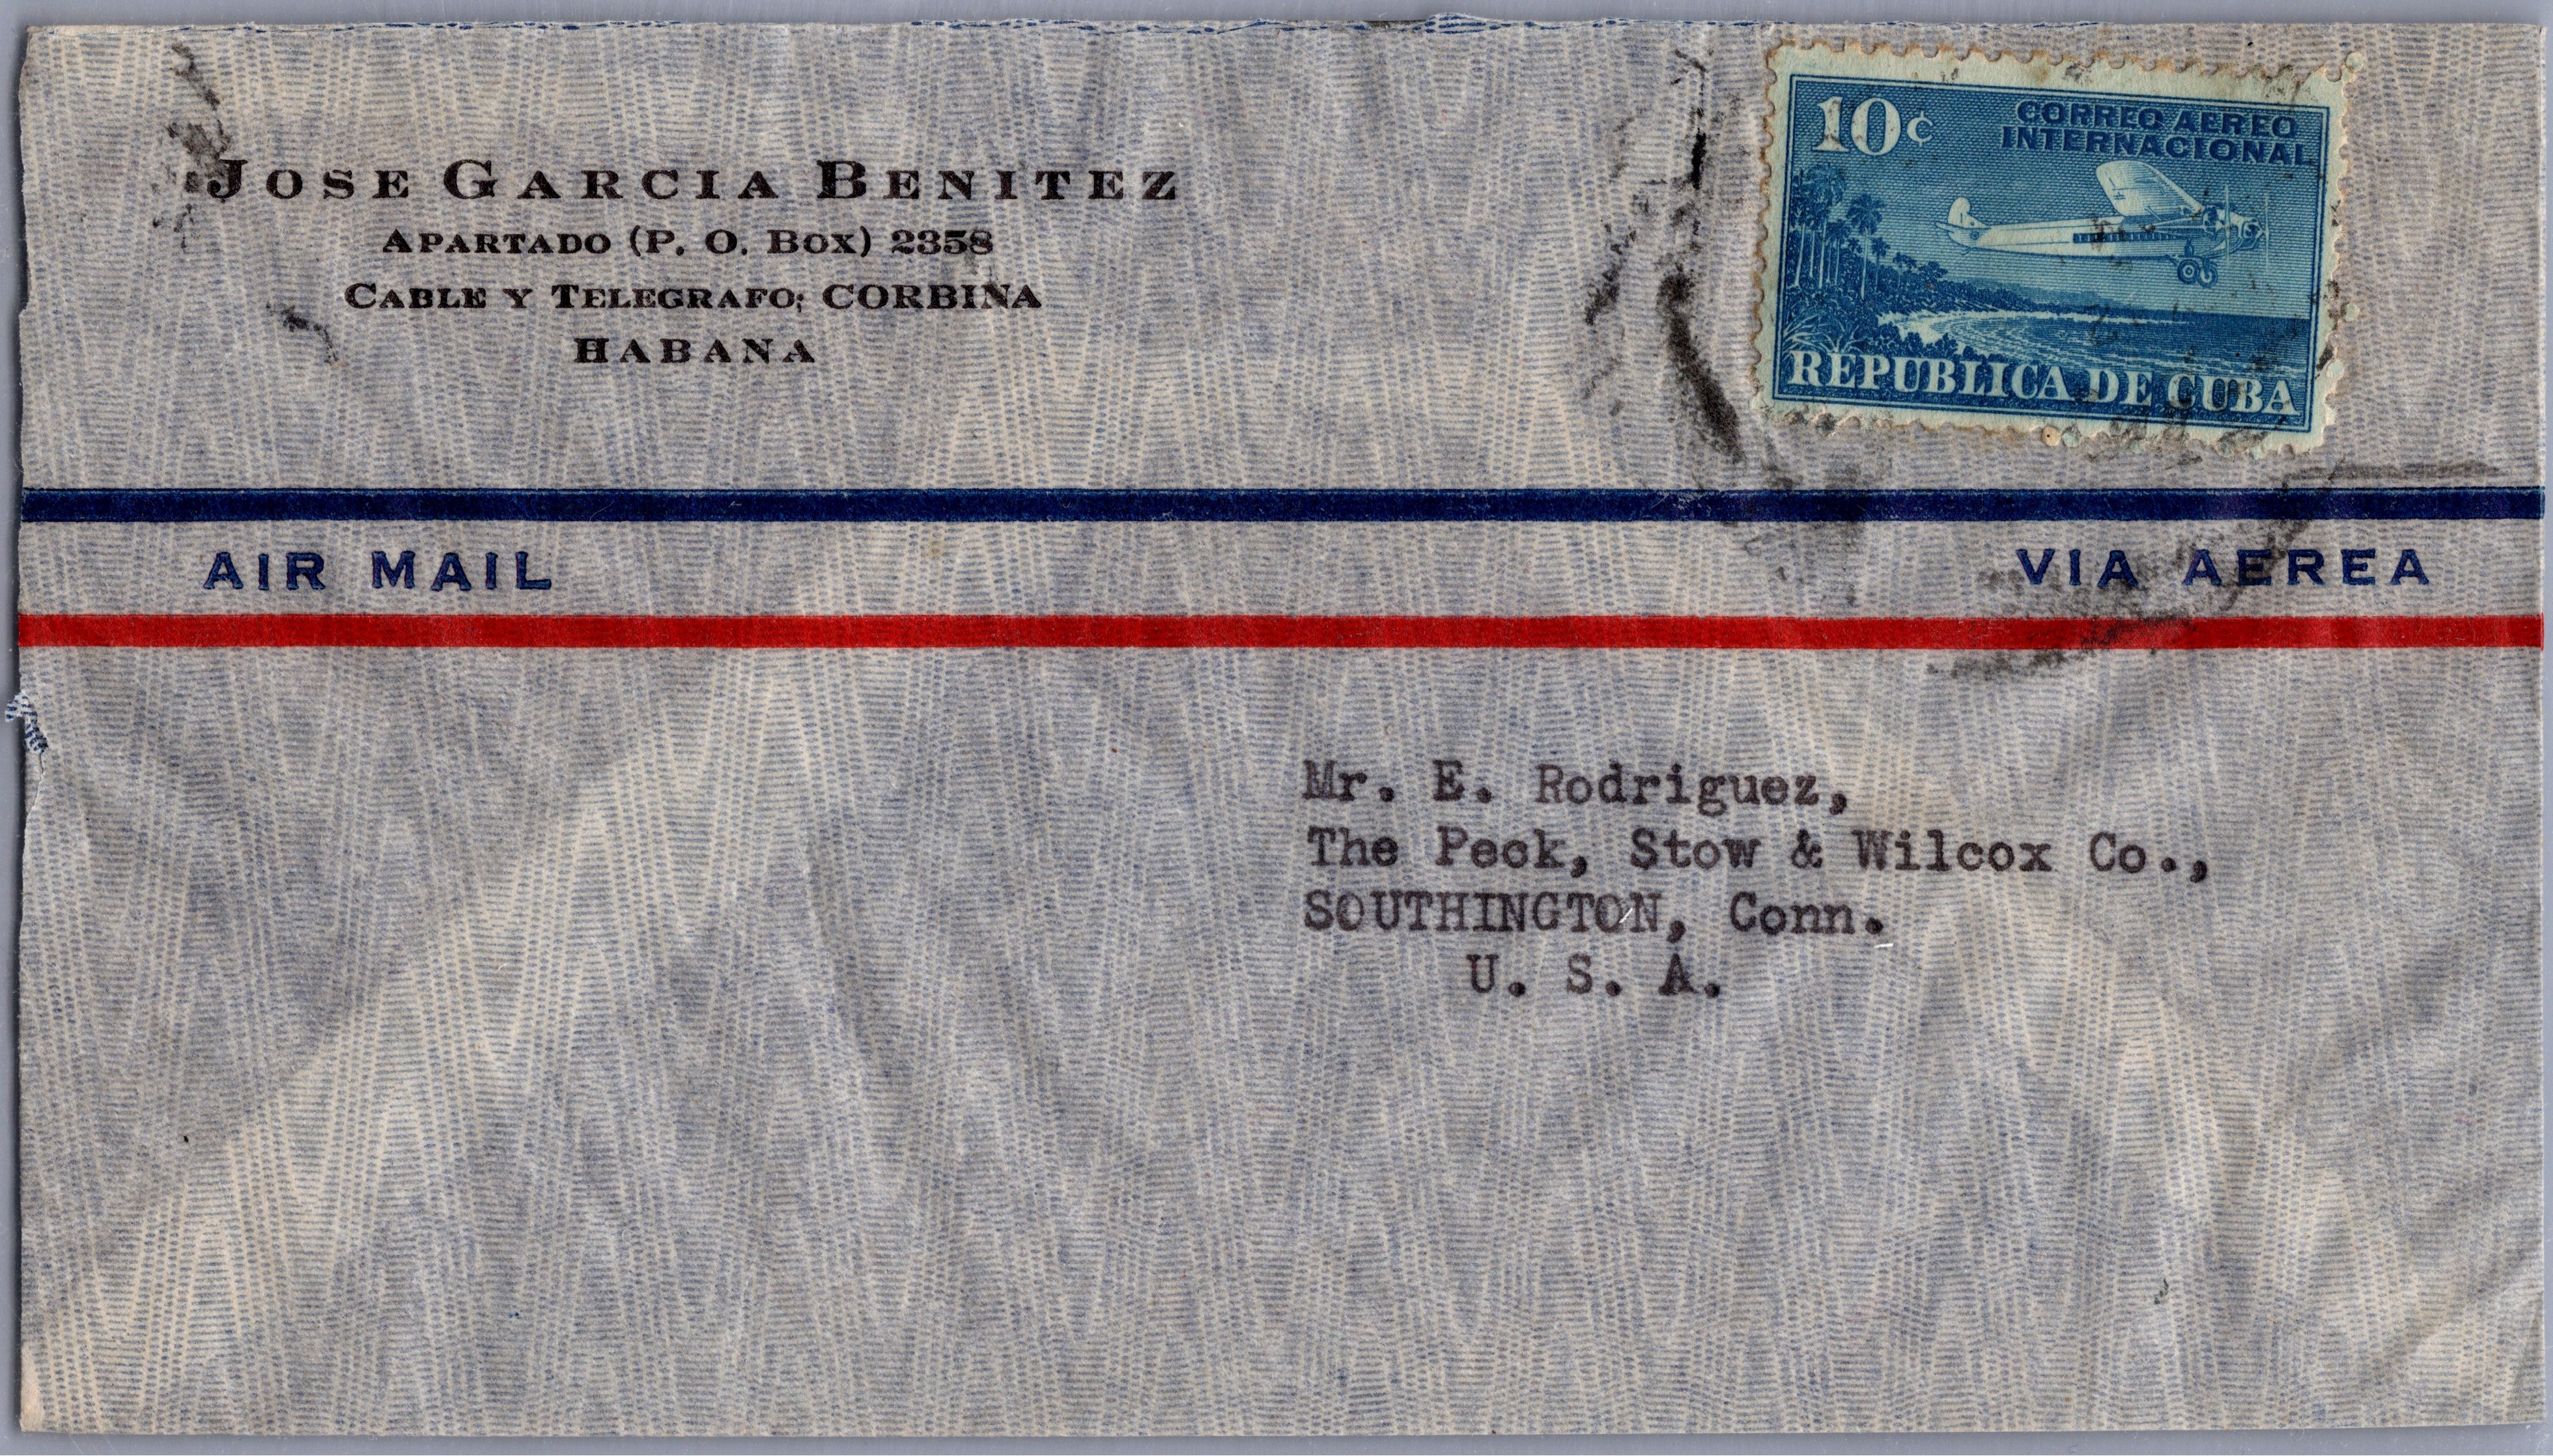 JOSE GARCIA BENITEZ
APARTADO (P. O. BOX) 2358
CABLE Y TELEGRAFO; CORBINA
HABANA
10¢
CORREO AEREO
INTERNACIONAL
REPUBLICA DE CUBA
AIR MAIL
VIA AEREA
Mr. E. Rodriguez,
The Peck, Stow & Wilcox Co.,
SOUTHINGTON, Conn.
U. S. A.